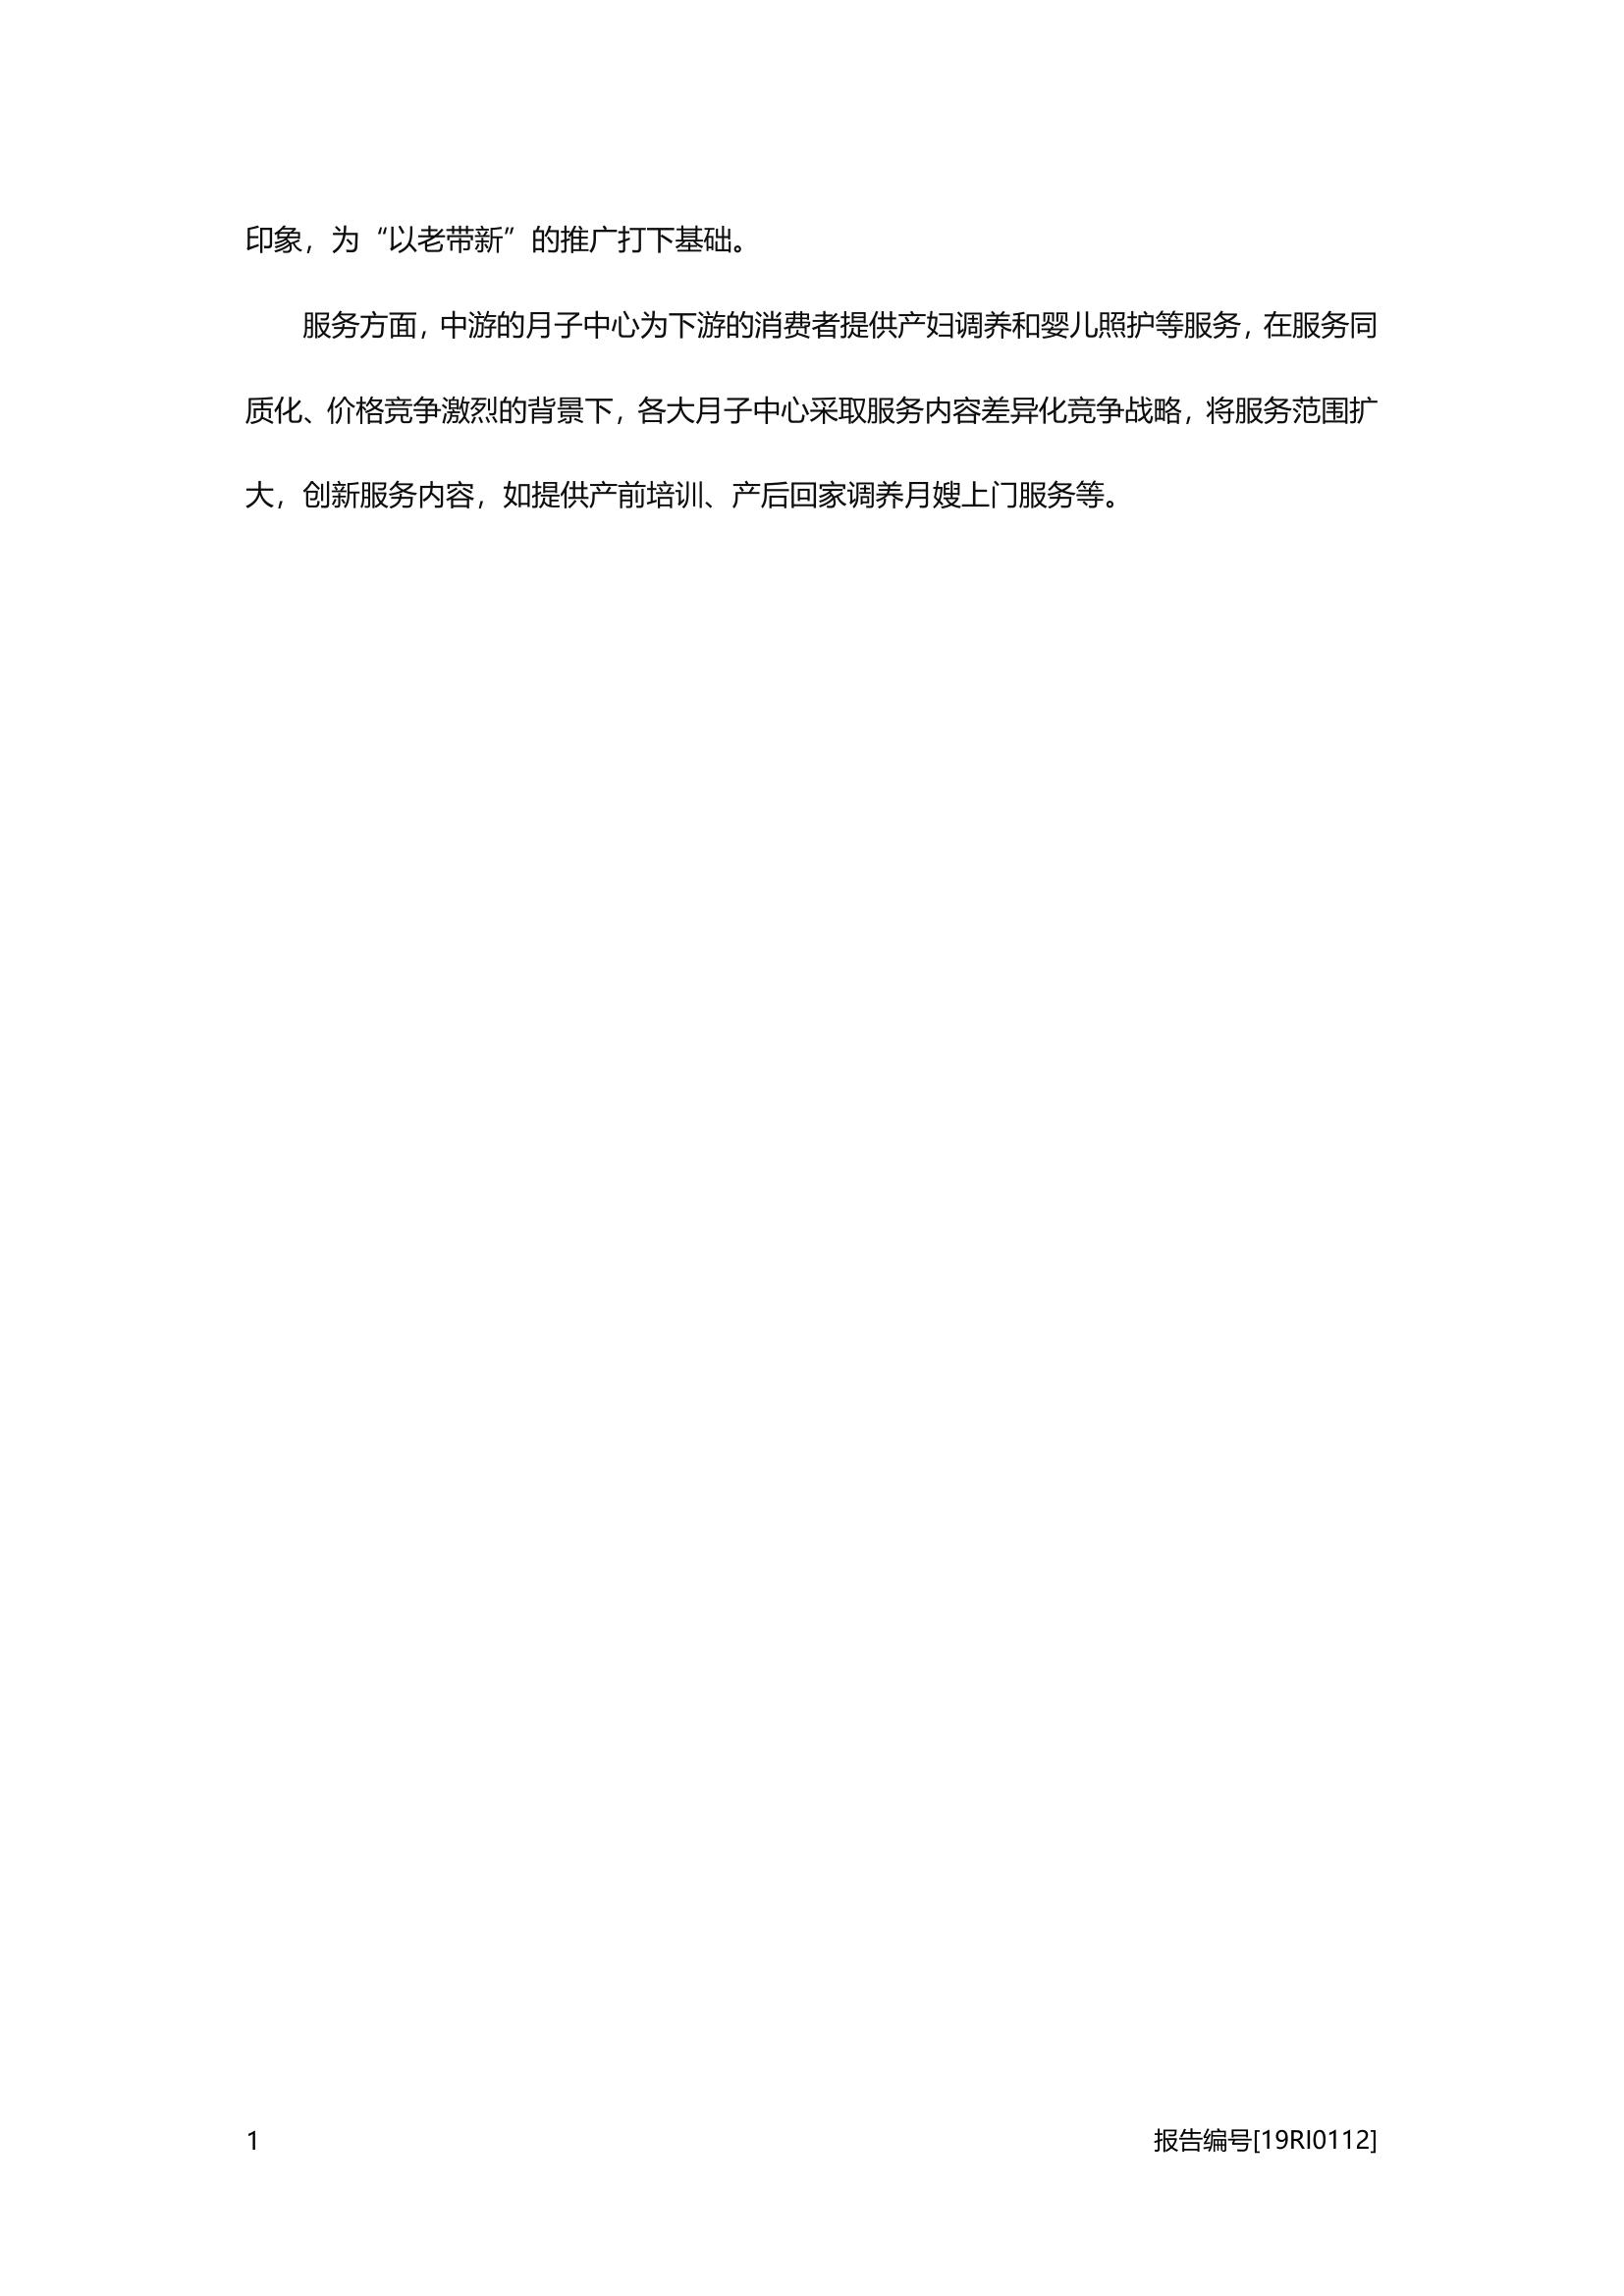 印象，为“以老带新”的推广打下基础。
服务方面，中游的月子中心为下游的消费者提供产妇调养和婴儿照护等服务，在服务同
质化、价格竞争激烈的背景下，各大月子中心采取服务内容差异化竞争战略，将服务范围扩
大，创新服务内容，如提供产前培训、产后回家调养月嫂上门服务等。
1
报告编号[19RI0112]